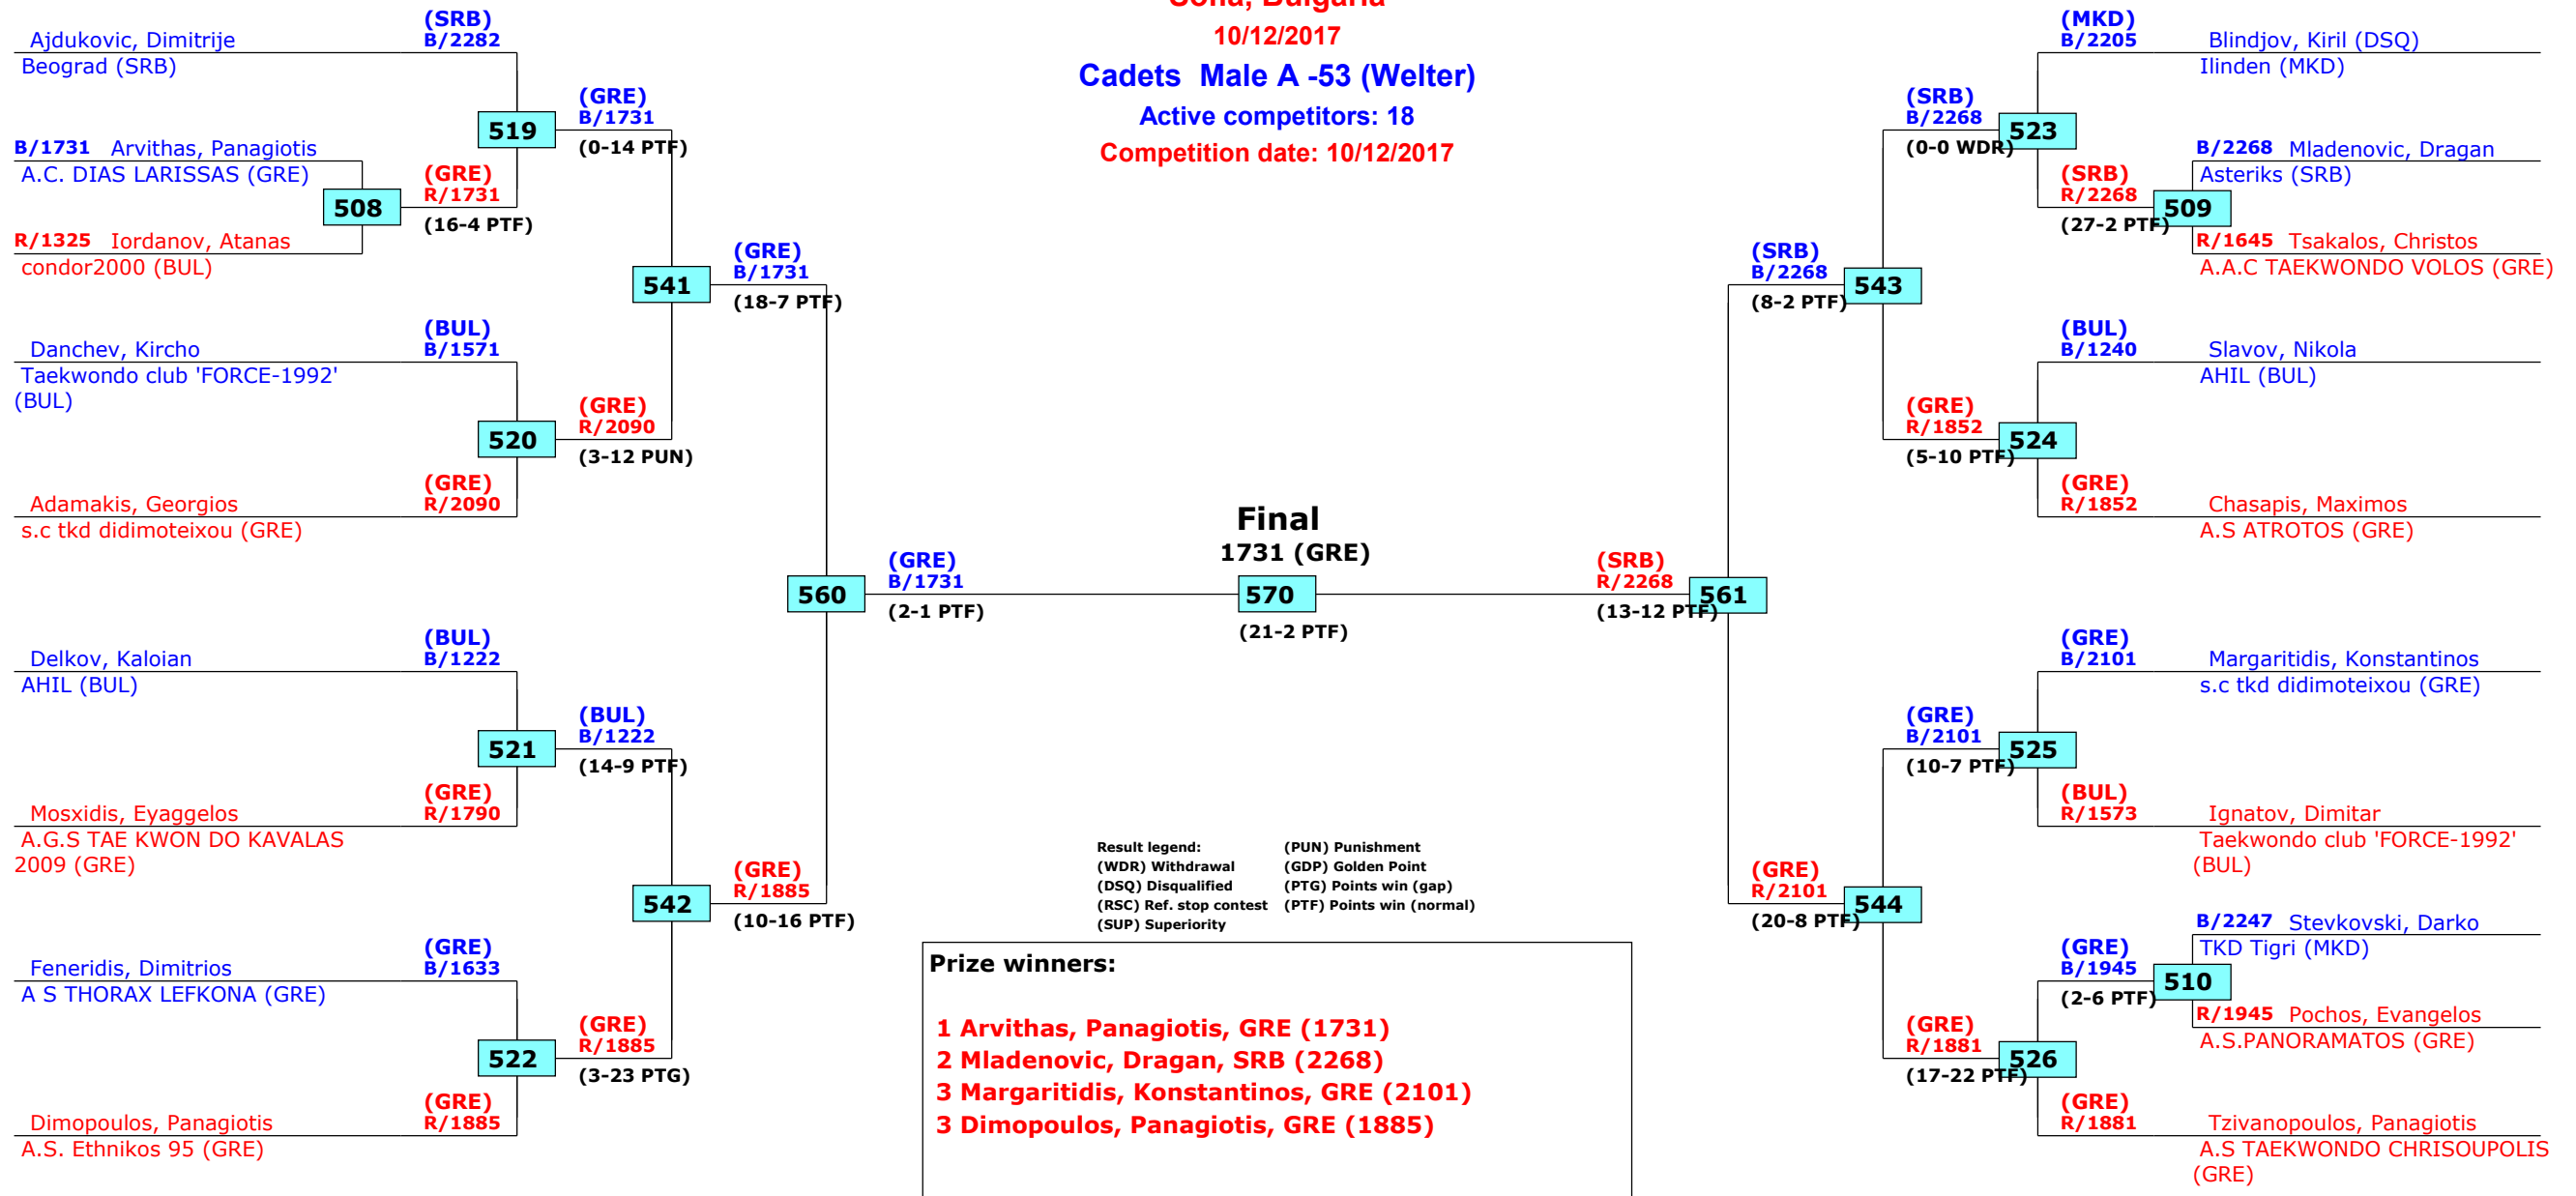 Sofia, Bulgaria
10/12/2017
Cadets Male A -53 (Welter)
Active competitors: 18
Competition date: 10/12/2017
(SRB)
Ajdukovic, Dimitrije B/2282
Beograd (SRB)
519
(GRE)
B/1731
(0-14 PTF)
B/1731 Arvithas, Panagiotis
A.C. DIAS LARISSAS (GRE)
508
(GRE)
R/1731
(16-4 PTF)
R/1325 Iordanov, Atanas
condor2000 (BUL)
541
(GRE)
B/1731
(18-7 PTF)
(BUL)
Danchev, Kircho B/1571
Taekwondo club 'FORCE-1992'
(BUL)
520
(GRE)
R/2090
(3-12 PUN)
(GRE)
Adamakis, Georgios R/2090
s.c tkd didimoteixou (GRE)
560
(GRE)
B/1731
(2-1 PTF)
(BUL)
Delkov, Kaloian B/1222
AHIL (BUL)
521
(BUL)
B/1222
(14-9 PTF)
(GRE)
Mosxidis, Eyaggelos R/1790
A.G.S TAE KWON DO KAVALAS
2009 (GRE)
542
(GRE)
R/1885
(10-16 PTF)
(GRE)
Feneridis, Dimitrios B/1633
A S THORAX LEFKONA (GRE)
522
(GRE)
R/1885
(3-23 PTG)
(GRE)
Dimopoulos, Panagiotis R/1885
A.S. Ethnikos 95 (GRE)
Final
1731 (GRE)
570
(21-2 PTF)
(MKD)
B/2205 Blindjov, Kiril (DSQ)
Ilinden (MKD)
(SRB)
B/2268
(0-0 WDR)
523
B/2268 Mladenovic, Dragan
Asteriks (SRB)
(SRB)
R/2268
(27-2 PTF)
509
R/1645 Tsakalos, Christos
A.A.C TAEKWONDO VOLOS (GRE)
(SRB)
B/2268
(8-2 PTF)
543
(BUL)
B/1240 Slavov, Nikola
AHIL (BUL)
(GRE)
R/1852
(5-10 PTF)
524
(GRE)
R/1852 Chasapis, Maximos
A.S ATROTOS (GRE)
(SRB)
R/2268
(13-12 PTF)
561
(GRE)
B/2101 Margaritidis, Konstantinos
s.c tkd didimoteixou (GRE)
(GRE)
B/2101
(10-7 PTF)
525
(BUL)
R/1573 Ignatov, Dimitar
Taekwondo club 'FORCE-1992'
(BUL)
(GRE)
R/2101
(20-8 PTF)
544
B/2247 Stevkovski, Darko
TKD Tigri (MKD)
(GRE)
B/1945
(2-6 PTF)
510
R/1945 Pochos, Evangelos
A.S.PANORAMATOS (GRE)
(GRE)
R/1881
(17-22 PTF)
526
(GRE)
R/1881 Tzivanopoulos, Panagiotis
A.S TAEKWONDO CHRISOUPOLIS
(GRE)
Result legend: (PUN) Punishment
(WDR) Withdrawal (GDP) Golden Point
(DSQ) Disqualified (PTG) Points win (gap)
(RSC) Ref. stop contest (PTF) Points win (normal)
(SUP) Superiority
Prize winners:
1 Arvithas, Panagiotis, GRE (1731)
2 Mladenovic, Dragan, SRB (2268)
3 Margaritidis, Konstantinos, GRE (2101)
3 Dimopoulos, Panagiotis, GRE (1885)